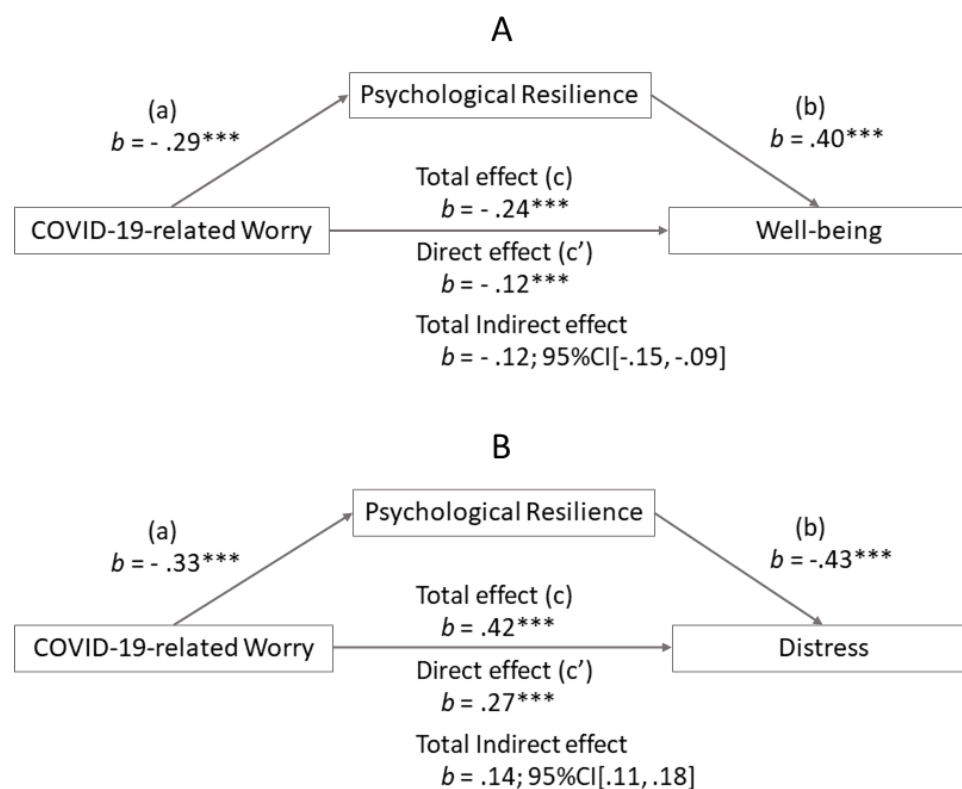 A
Psychological Resilience
(a)
b = - .29***
(b)
b = .40***
Total effect (c)
b = - .24***
COVID-19-related Worry
Well-being
Direct effect (c’)
b = - .12***
Total Indirect effect
b = - .12; 95%CI[-.15, -.09]
B
Psychological Resilience
(a)
b = - .33***
(b)
b = -.43***
Total effect (c)
b = .42***
COVID-19-related Worry
Distress
Direct effect (c’)
b = .27***
Total Indirect effect
b = .14; 95%CI[.11, .18]